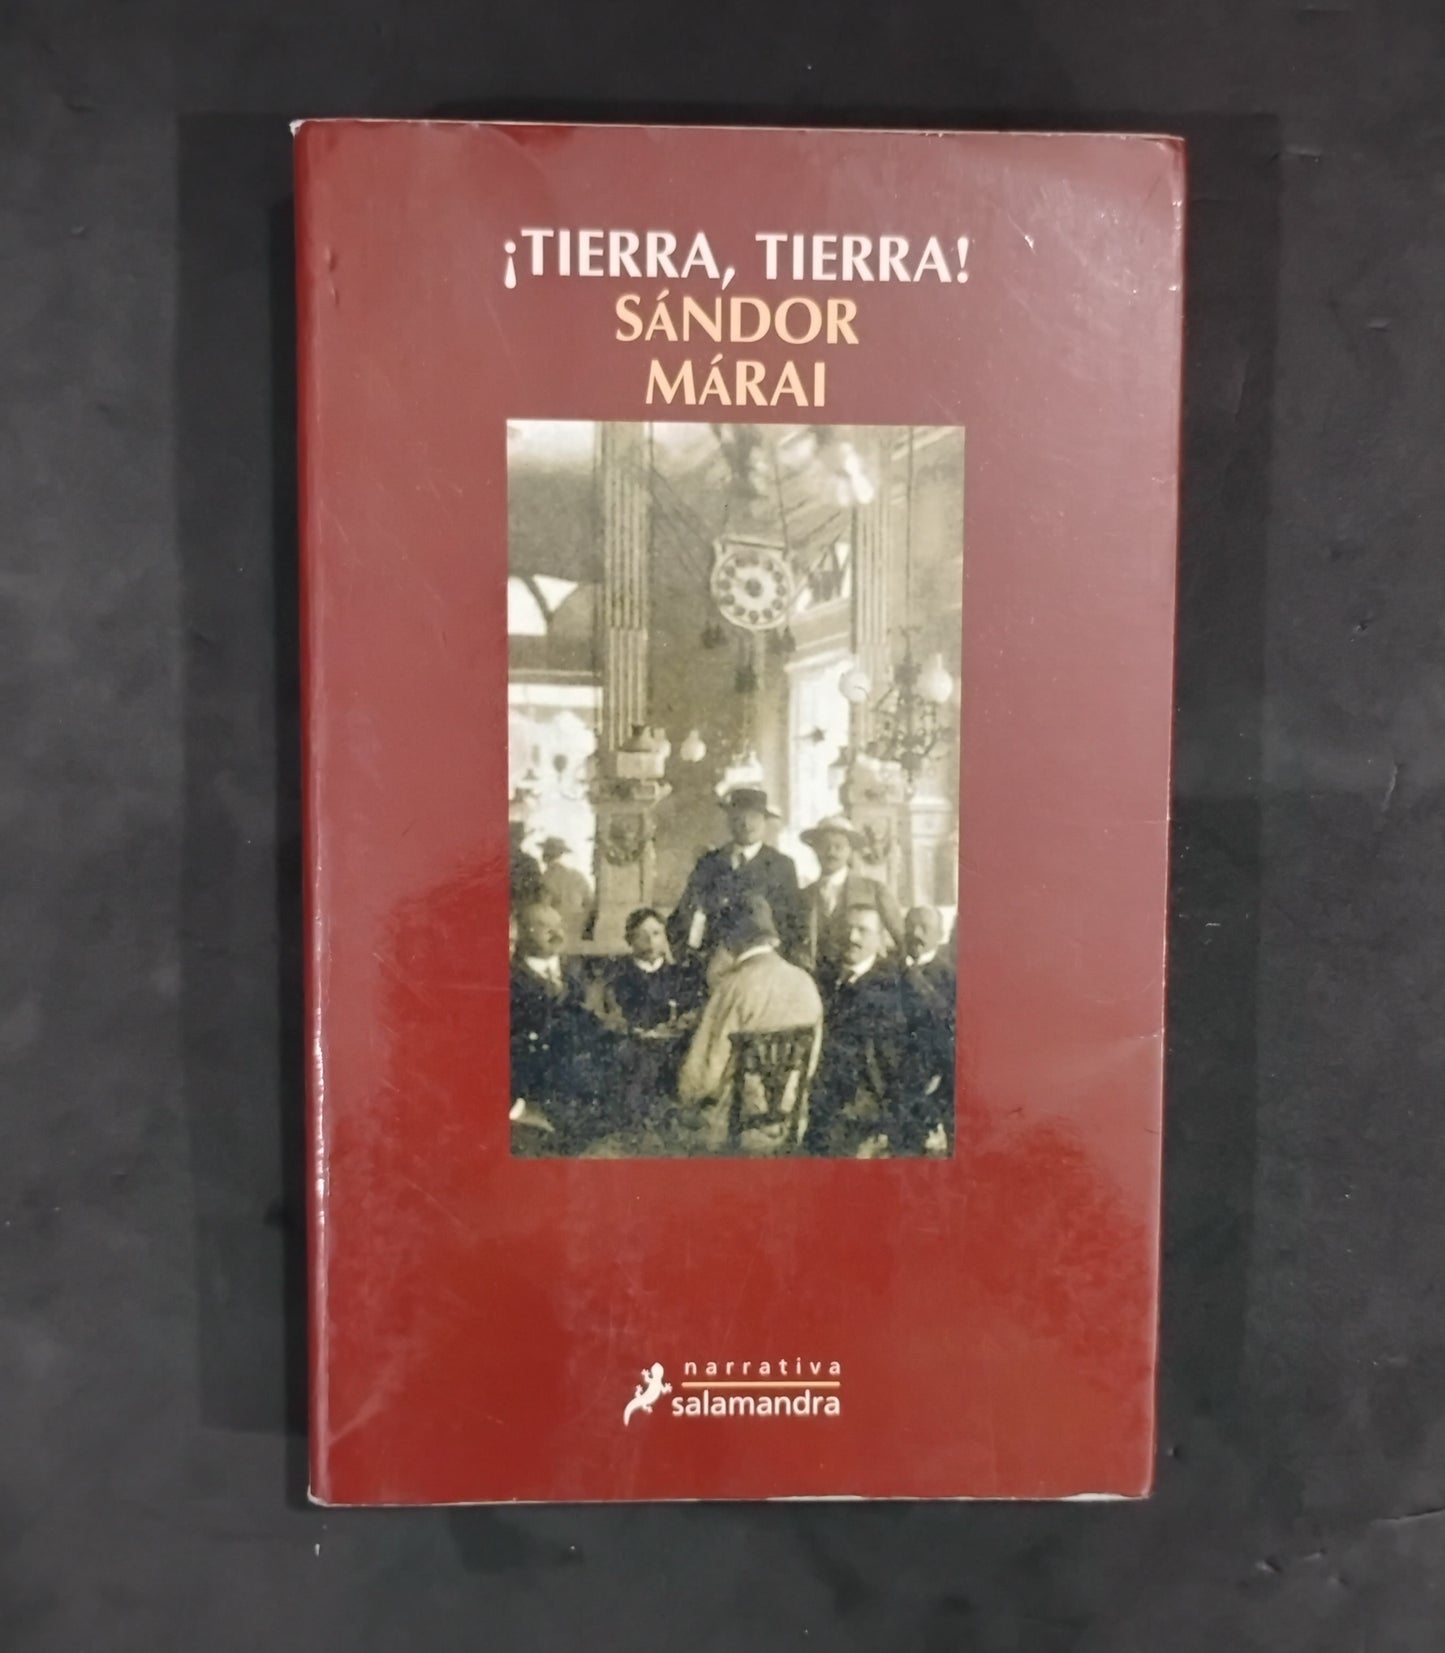 ¡TIERRA, TIERRA!
SÁNDOR
MÁRAI
narrativa
salamandra